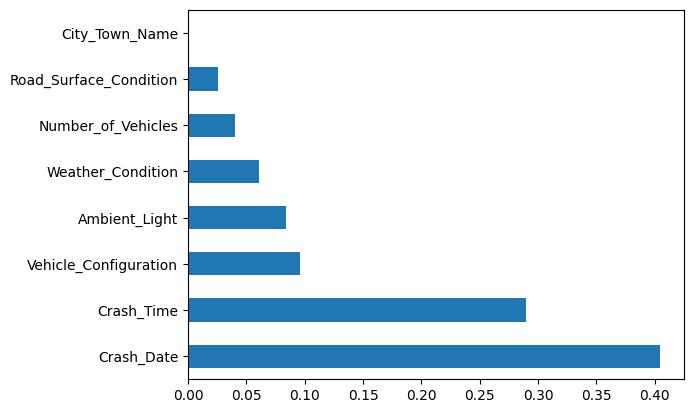 City_Town_Name
Road_Surface_Condition
Number_of_Vehicles
Weather_Condition
Ambient_Light
Vehicle_Configuration
Crash_Time
Crash_Date
0.00 0.05 0.10 0.15 0.20 0.25 0.30 0.35 0.40